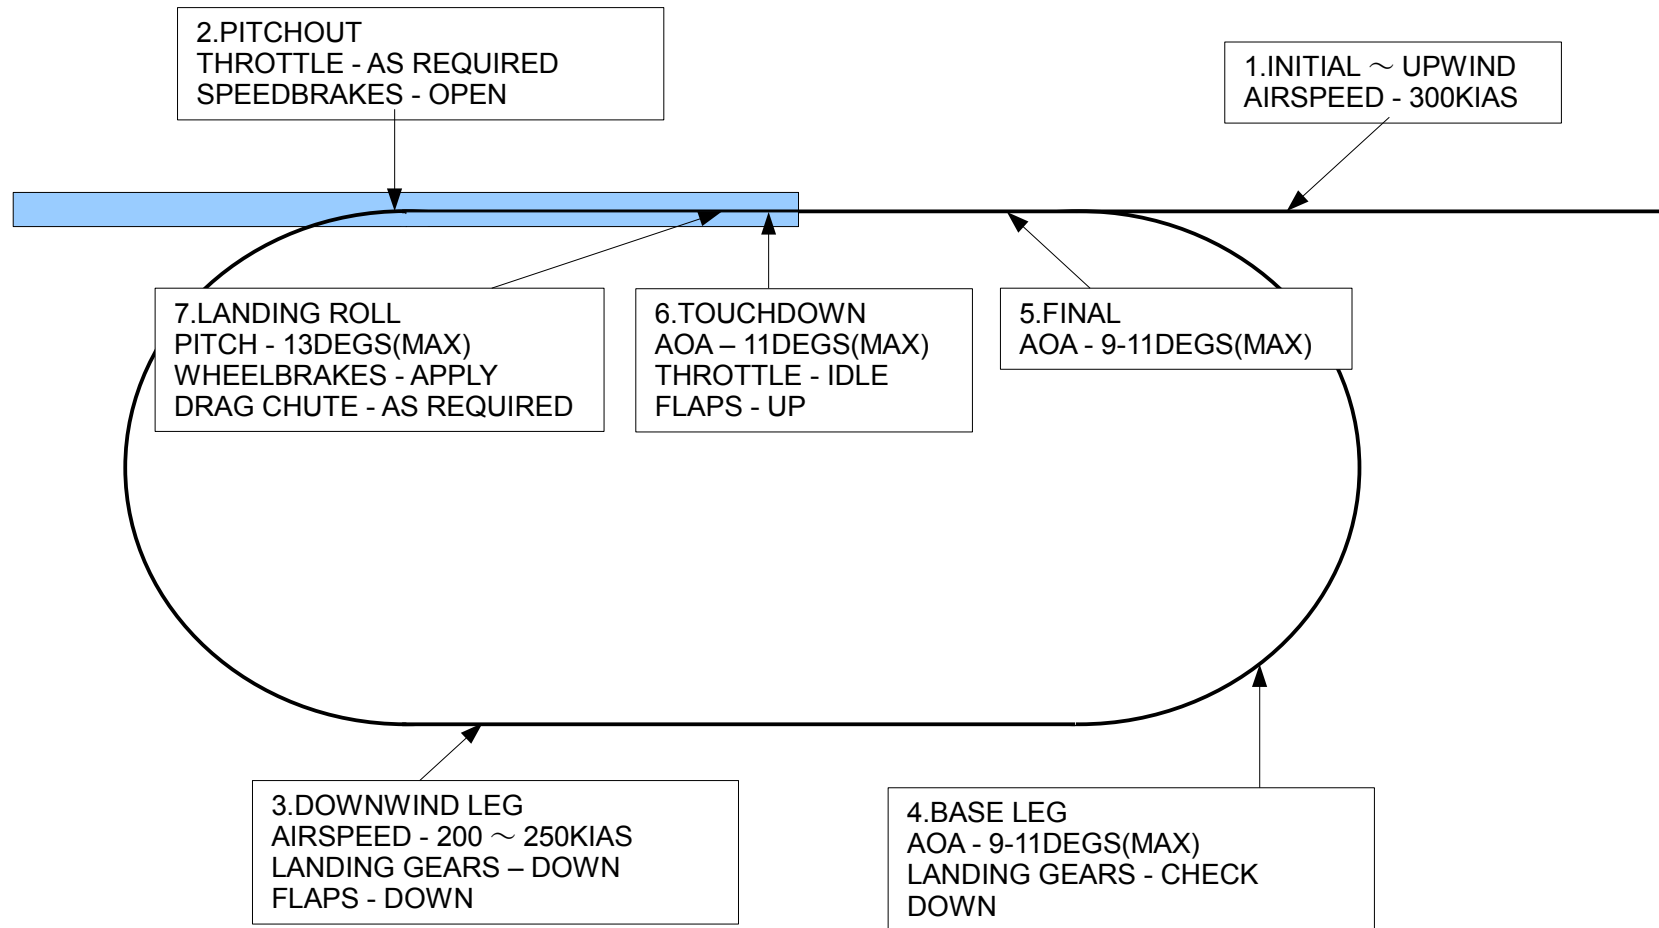 2.PITCHOUT
THROTTLE - AS REQUIRED
SPEEDBRAKES - OPEN
1.INITIAL ～ UPWIND
AIRSPEED - 300KIAS
7.LANDING ROLL
PITCH - 13DEGS(MAX)
WHEELBRAKES - APPLY
DRAG CHUTE - AS REQUIRED
6.TOUCHDOWN
AOA – 11DEGS(MAX)
THROTTLE - IDLE
FLAPS - UP
5.FINAL
AOA - 9-11DEGS(MAX)
3.DOWNWIND LEG
AIRSPEED - 200 ～ 250KIAS
LANDING GEARS – DOWN
FLAPS - DOWN
4.BASE LEG
AOA - 9-11DEGS(MAX)
LANDING GEARS - CHECK
DOWN